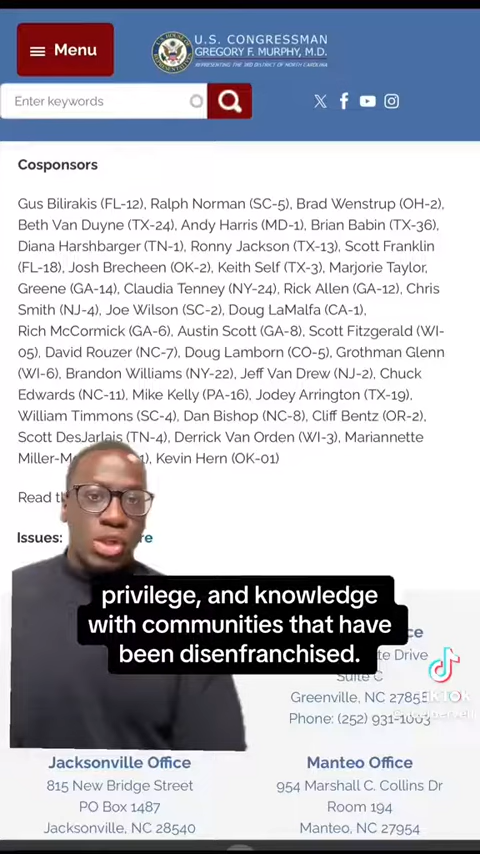 Menu
U.S. CONGRESSMAN
GREGORY F. MURPHY, M.D.
REPRESENTING THE 3RD DISTRICT OF NORTH CAROLINA
Enter keywords
Cosponsors
Gus Bilirakis (FL-12), Ralph Norman (SC-5), Brad Wenstrup (OH-2),
Beth Van Duyne (TX-24), Andy Harris (MD-1), Brian Babin (TX-36),
Diana Harshbarger (TN-1), Ronny Jackson (TX-13), Scott Franklin
(FL-18), Josh Brecheen (OK-2), Keith Self (TX-3), Marjorie Taylor,
Greene (GA-14), Claudia Tenney (NY-24), Rick Allen (GA-12), Chris
Smith (NJ-4), Joe Wilson (SC-2), Doug LaMalfa (CA-1),
Rich McCormick (GA-6), Austin Scott (GA-8), Scott Fitzgerald (WI-
05), David Rouzer (NC-7), Doug Lamborn (CO-5), Grothman Glenn
(WI-6), Brandon Williams (NY-22), Jeff Van Drew (NJ-2), Chuck
Edwards (NC-11), Mike Kelly (PA-16), Jodey Arrington (TX-19),
William Timmons (SC-4), Dan Bishop (NC-8), Cliff Bentz (OR-2),
Scott DesJarlais (TN-4), Derrick Van Orden (WI-3), Mariannette
Kevin Hern (OK-01)
Read
Issues:
privilege, and knowledge
with communities that have
been disenfranchised.
Drive
Suite C
Greenville, NC
Phone: (252) 931-1003
TikTok
Jacksonville Office
815 New Bridge Street
PO Box 1487
Jacksonville, NC 28540
Manteo Office
954 Marshall C. Collins Dr
Room 194
Manteo, NC 27954